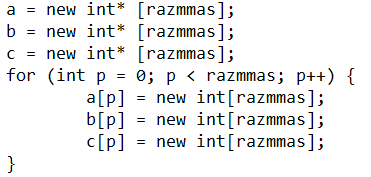 a = new int* [razmmas];
b = new int* [razmmas];
c = new int* [razmmas];
for (int p = 0; p < razmmas; p++) {
        a[p] = new int[razmmas];
        b[p] = new int[razmmas];
        c[p] = new int[razmmas];
}